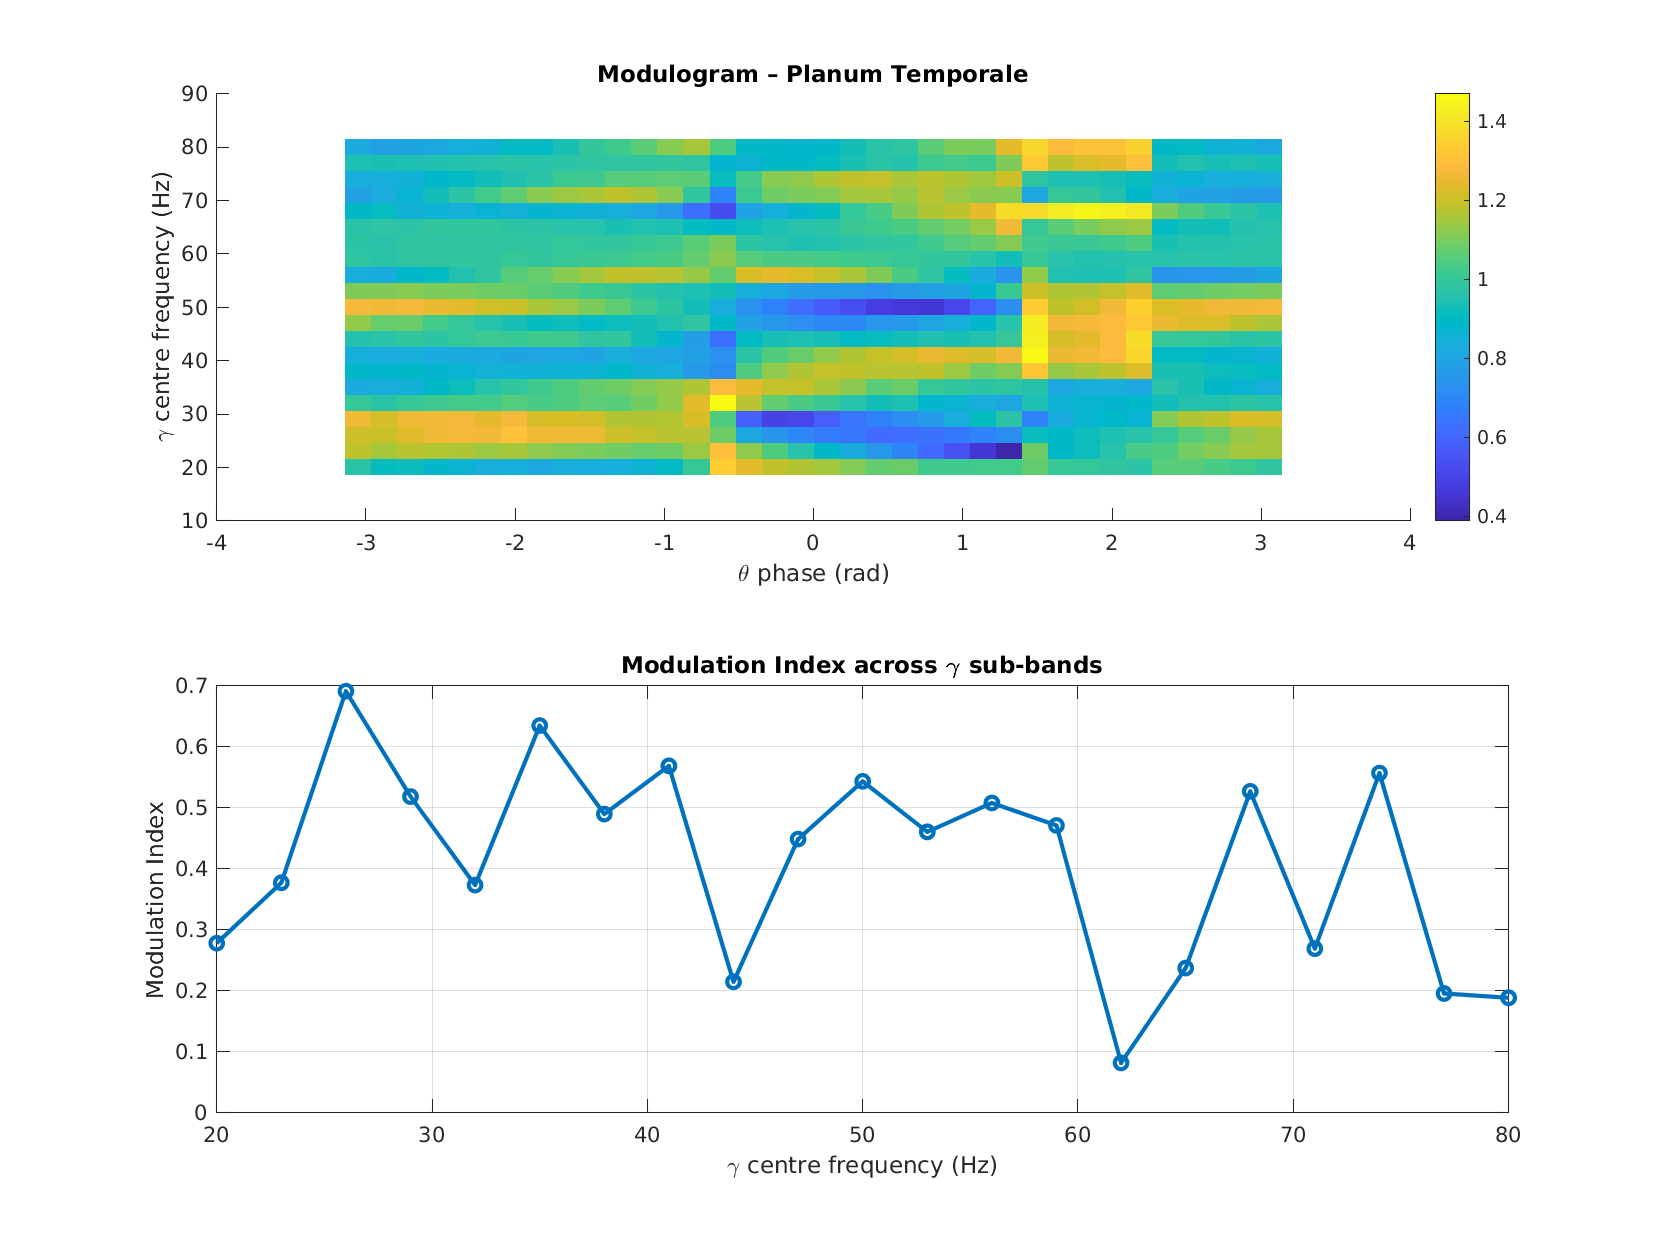 Modulogram – Planum Temporale
90
80
70
60
50
40
30
20
10
γ centre frequency (Hz)
-4 -3 -2 -1 0 1 2 3 4
θ phase (rad)
1.4
1.2
1
0.8
0.6
0.4
Modulation Index across γ sub-bands
0.7
0.6
0.5
0.4
0.3
0.2
0.1
0
Modulation Index
20 30 40 50 60 70 80
γ centre frequency (Hz)